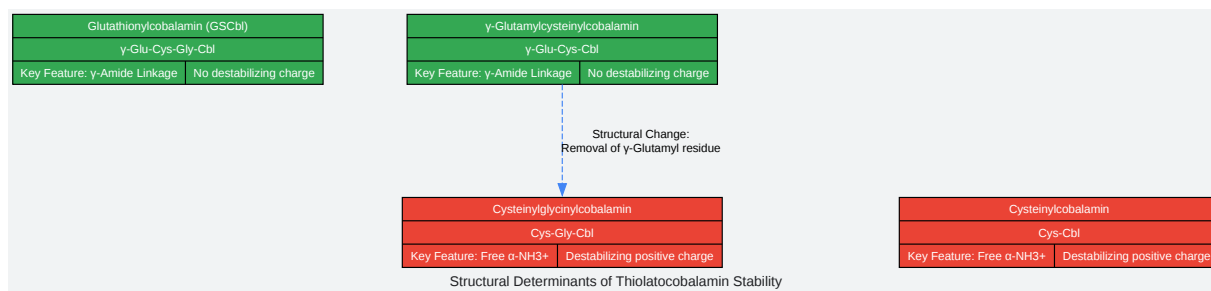 Glutathionylcobalamin (GSCbl)
γ-Glu-Cys-Gly-Cbl
Key Feature: γ-Amide Linkage
No destabilizing charge
γ-Glutamylcysteinylcobalamin
γ-Glu-Cys-Cbl
Key Feature: γ-Amide Linkage
No destabilizing charge
Structural Change:
Removal of γ-Glutamyl residue
Cysteinylglycinylcobalamin
Cys-Gly-Cbl
Key Feature: Free α-NH3+
Destabilizing positive charge
Cysteinylcobalamin
Cys-Cbl
Key Feature: Free α-NH3+
Destabilizing positive charge
Structural Determinants of Thiolatocobalamin Stability